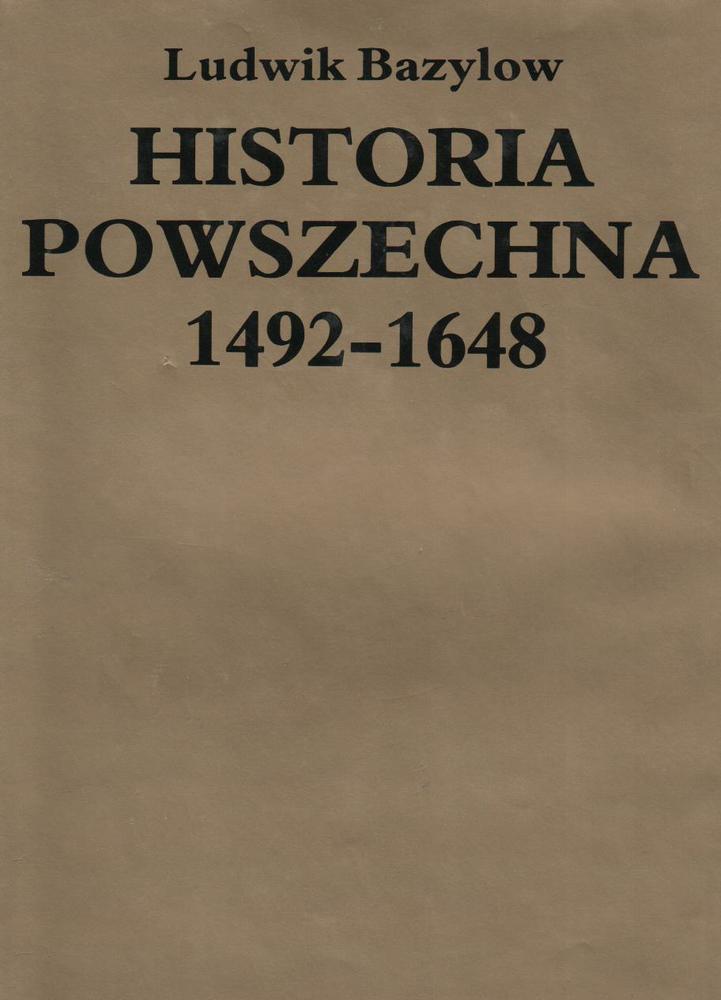 Ludwik Bazylow
HISTORIA
POWSZECHNA
1492-1648